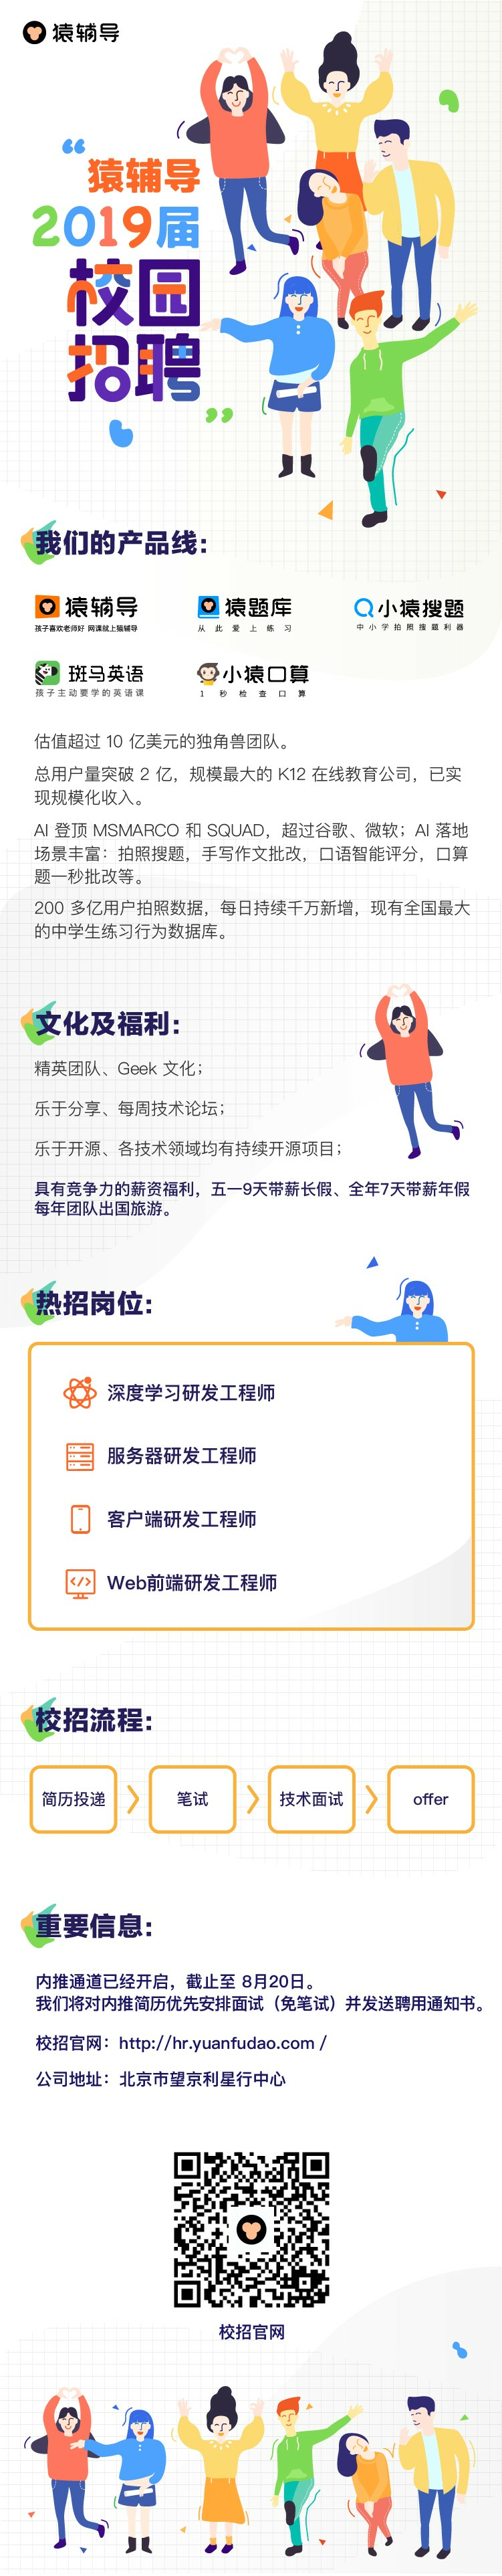 猿辅导
“
猿辅导
2019届
校园
招聘
”
我们的产品线：
猿辅导
孩子喜欢老师好 网课就上猿辅导
猿题库
从此爱上练习
小猿搜题
中小学拍照搜题利器
斑马英语
孩子主动要学的英语课
小猿口算
1秒检查口算
估值超过 10 亿美元的独角兽团队。
总用户量突破 2 亿，规模最大的 K12 在线教育公司，已实
现规模化收入。
AI 登顶 MSMARCO 和 SQUAD，超过谷歌、微软；AI 落地
场景丰富：拍照搜题，手写作文批改，口语智能评分，口算
题一秒批改等。
200 多亿用户拍照数据，每日持续千万新增，现有全国最大
的中学生练习行为数据库。
文化及福利：
精英团队、Geek 文化；
乐于分享、每周技术论坛；
乐于开源、各技术领域均有持续开源项目；
具有竞争力的薪资福利，五一9天带薪长假、全年7天带薪年假
每年团队出国旅游。
热招岗位：
深度学习研发工程师
服务器研发工程师
客户端研发工程师
Web前端研发工程师
校招流程：
简历投递
笔试
技术面试
offer
重要信息：
内推通道已经开启，截止至 8月20日。
我们将对内推简历优先安排面试（免笔试）并发送聘用通知书。
校招官网：http://hr.yuanfudao.com /
公司地址：北京市望京利星行中心
校招官网